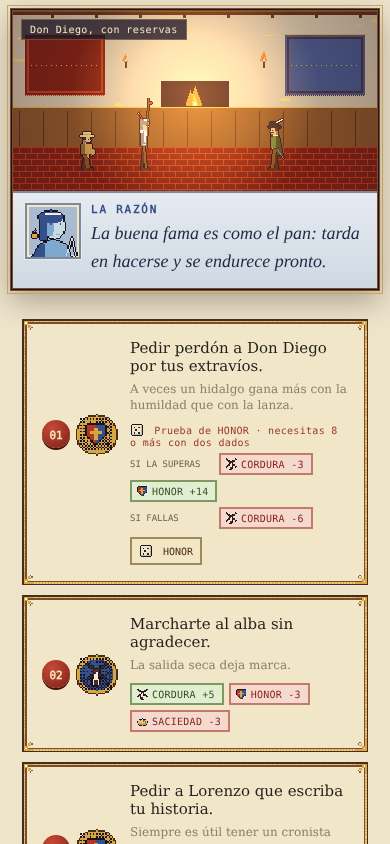 Don Diego, con reservas
LA RAZÓN
La buena fama es como el pan: tarda
en hacerse y se endurece pronto.
Pedir perdón a Don Diego
por tus extravíos.
A veces un hidalgo gana más con la
humildad que con la lanza.
01
Prueba de HONOR · necesitas 8
o más con dos dados
SI LA SUPERAS CORDURA -3
HONOR +14
SI FALLAS CORDURA -6
HONOR
Marcharte al alba sin
agradecer.
La salida seca deja marca.
02
CORDURA +5 HONOR -3
SACIEDAD -3
Pedir a Lorenzo que escriba
tu historia.
Siempre es útil tener un cronista